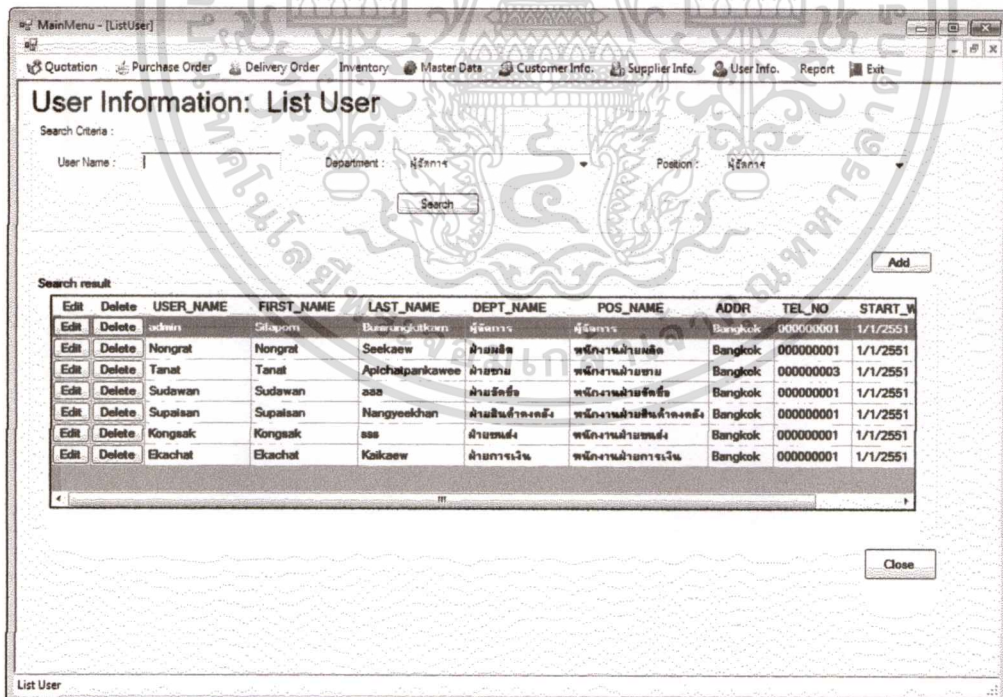 MainMenu - [ListUser]
Quotation Purchase Order Delivery Order Inventory Master Data Customer Info. Supplier Info. User Info. Report Exit
User Information: List User
Search Criteria :
User Name : Department : ผู้จัดการ Position : ผู้จัดการ
Search
Add
Search result
Edit Delete USER_NAME FIRST_NAME LAST_NAME DEPT_NAME POS_NAME ADDR TEL_NO START_W
Edit Delete admin Silaporn ผู้จัดการ ผู้จัดการ Bangkok 000000001 1/1/2551
Edit Delete Nongrat Nongrat Seekaew ฝ่ายผลิต พนักงานฝ่ายผลิต Bangkok 000000001 1/1/2551
Edit Delete Tanat Tanat Apichatpankawee ฝ่ายขาย พนักงานฝ่ายขาย Bangkok 000000003 1/1/2551
Edit Delete Sudawan Sudawan aaa ฝ่ายจัดซื้อ พนักงานฝ่ายจัดซื้อ Bangkok 000000001 1/1/2551
Edit Delete Supaisan Supaisan Nangyeekhan ฝ่ายสินค้าคงคลัง พนักงานฝ่ายสินค้าคงคลัง Bangkok 000000001 1/1/2551
Edit Delete Kongsak Kongsak sss ฝ่ายขนส่ง พนักงานฝ่ายขนส่ง Bangkok 000000001 1/1/2551
Edit Delete Ekachat Ekachat Kaikaew ฝ่ายการเงิน พนักงานฝ่ายการเงิน Bangkok 000000001 1/1/2551
Close
List User